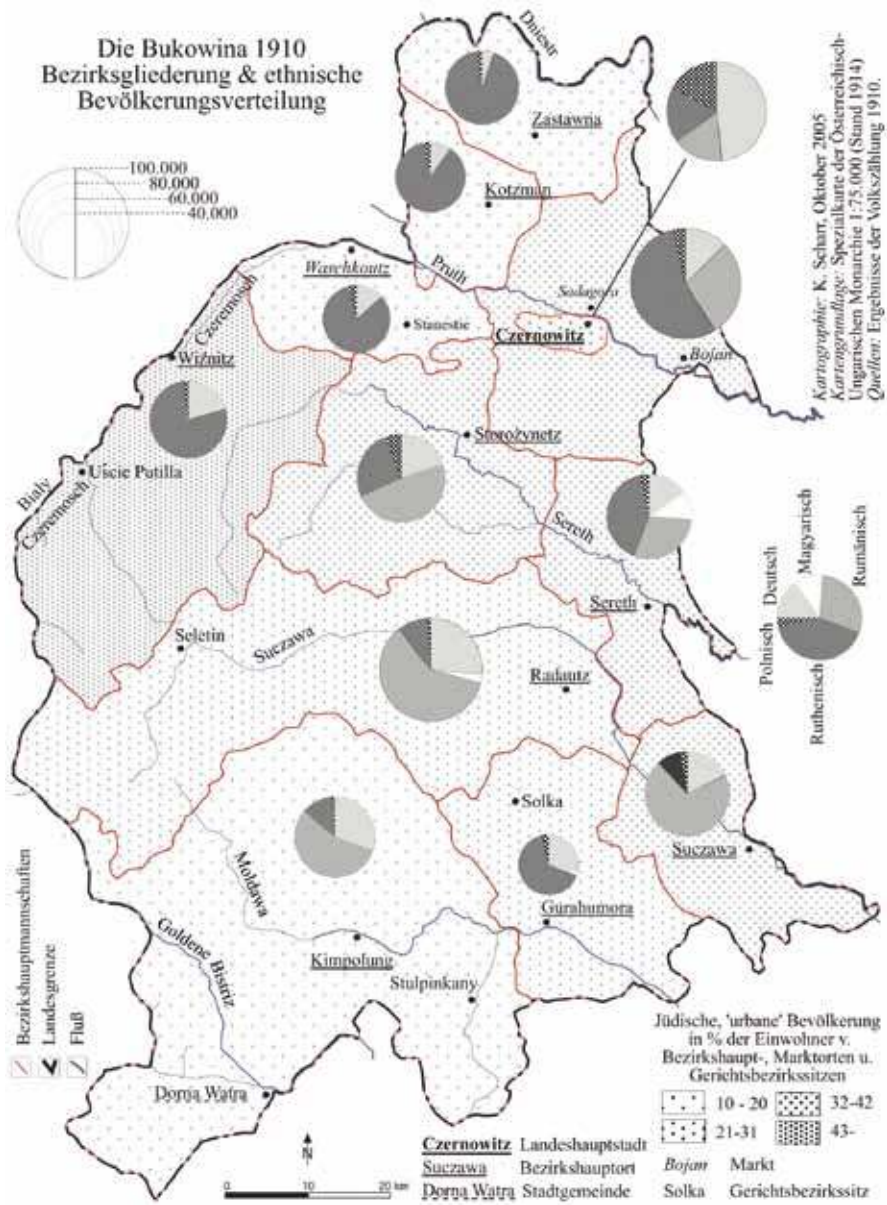 Die Bukowina 1910
Bezirksgliederung & ethnische
Bevölkerungsverteilung
100.000
80.000
60.000
40.000
Dniestr
Zastawna
Kotzman
Pruth
Waschkoutz
Czeremosch
Stanestie
Sadagora
Czernowitz
Bojan
Wiżnitz
Storożynetz
Uście Putilla
Biały
Czeremosch
Sereth
Sereth
Seletin
Suczawa
Radautz
Solka
Suczawa
Moldawa
Gurahumora
Goldene Bistriz
Kimpolung
Stulpinkany
Dorna Watra
Kartographie: K. Scharr, Oktober 2005
Kartengrundlage: Spezialkarte der Österreichisch-
Ungarischen Monarchie 1:75.000 (Stand 1914)
Quellen: Ergebnisse der Volkszählung 1910.
Polnisch
Deutsch
Magyarisch
Rumänisch
Ruthenisch
Bezirkshauptmannschaften
Landesgrenze
Fluß
Jüdische, 'urbane' Bevölkerung
in % der Einwohner v.
Bezirkshaupt-, Marktorten u.
Gerichtsbezirkssitzen
10 - 20
32-42
21-31
43-
N
0 10 20 km
Czernowitz Landeshauptstadt
Suczawa Bezirkshauptort
Dorna Watra Stadtgemeinde
Bojan Markt
Solka Gerichtsbezirkssitz